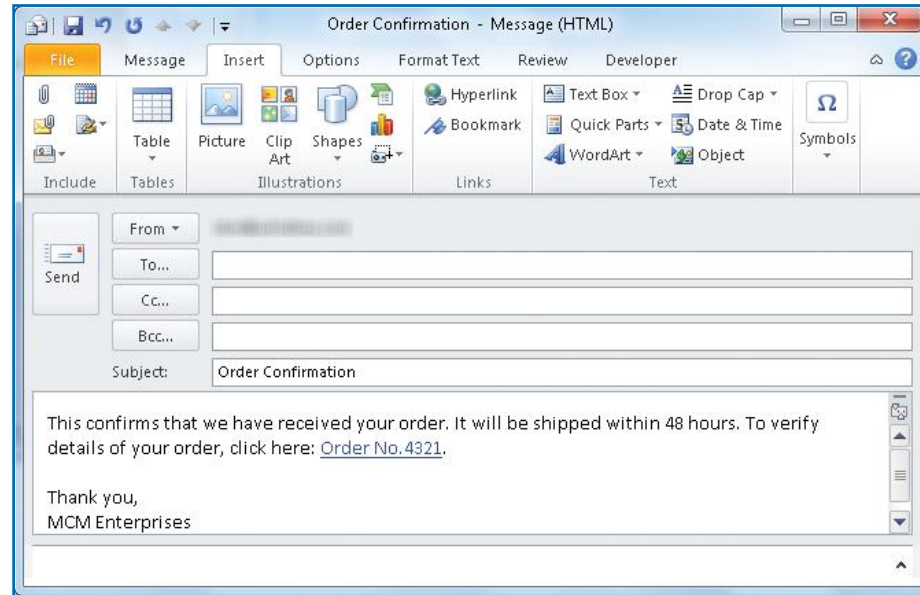 Order Confirmation - Message (HTML)
File Message Insert Options Format Text Review Developer
Hyperlink Text Box Drop Cap
Bookmark Quick Parts Date & Time
Table Picture Clip Art Shapes WordArt Object Symbols
Include Tables Illustrations Links Text
From
Send
To...
Cc...
Bcc...
Subject: Order Confirmation
This confirms that we have received your order. It will be shipped within 48 hours. To verify
details of your order, click here: Order No.4321.
Thank you,
MCM Enterprises